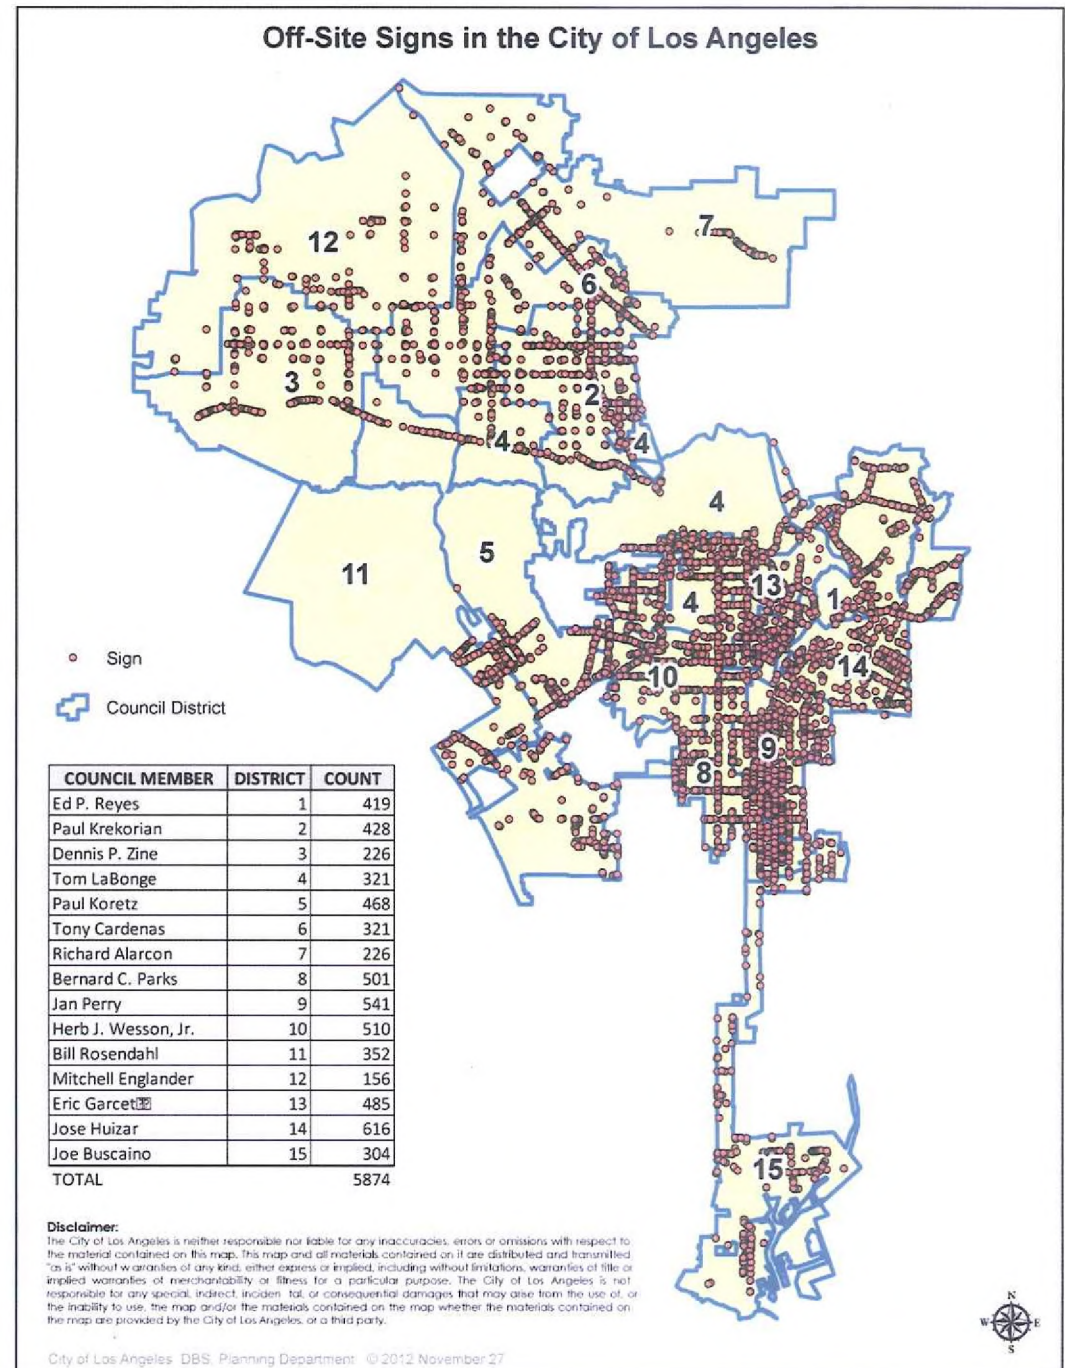 Off-Site Signs in the City of Los Angeles
7
12
6
3
2
4
4
4
5
11
13
4
1
14
10
9
8
15
Sign
Council District
COUNCIL MEMBER DISTRICT COUNT
Ed P. Reyes 1 419
Paul Krekorian 2 428
Dennis P. Zine 3 226
Tom LaBonge 4 321
Paul Koretz 5 468
Tony Cardenas 6 321
Richard Alarcon 7 226
Bernard C. Parks 8 501
Jan Perry 9 541
Herb J. Wesson, Jr. 10 510
Bill Rosendahl 11 352
Mitchell Englander 12 156
Eric Garcet 13 485
Jose Huizar 14 616
Joe Buscaino 15 304
TOTAL 5874
Disclaimer:
The City of Los Angeles is neither responsible nor liable for any inaccuracies, errors or omissions with respect to
the material contained on this map. This map and all materials contained on it are distributed and transmitted
"as is" without warranties of any kind, either express or implied, including without limitations, warranties of title or
implied warranties of merchantability or fitness for a particular purpose. The City of Los Angeles is not
responsible for any special, indirect, inciden tal, or consequential damages that may arise from the use of, or
the inability to use, the map and/or the materials contained on the map whether the materials contained on
the map are provided by the City of Los Angeles, or a third party.
City of Los Angeles DBS, Planning Department © 2012 November 27
N
W E
S